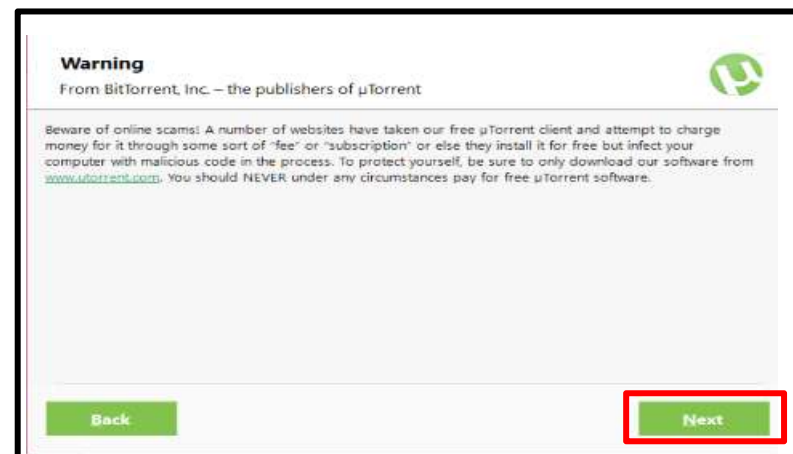 Warning
From BitTorrent, Inc. – the publishers of µTorrent
Beware of online scams! A number of websites have taken our free µTorrent client and attempt to charge
money for it through some sort of "fee" or "subscription" or else they install it for free but infect your
computer with malicious code in the process. To protect yourself, be sure to only download our software from
www.utorrent.com. You should NEVER under any circumstances pay for free µTorrent software.
Back
Next